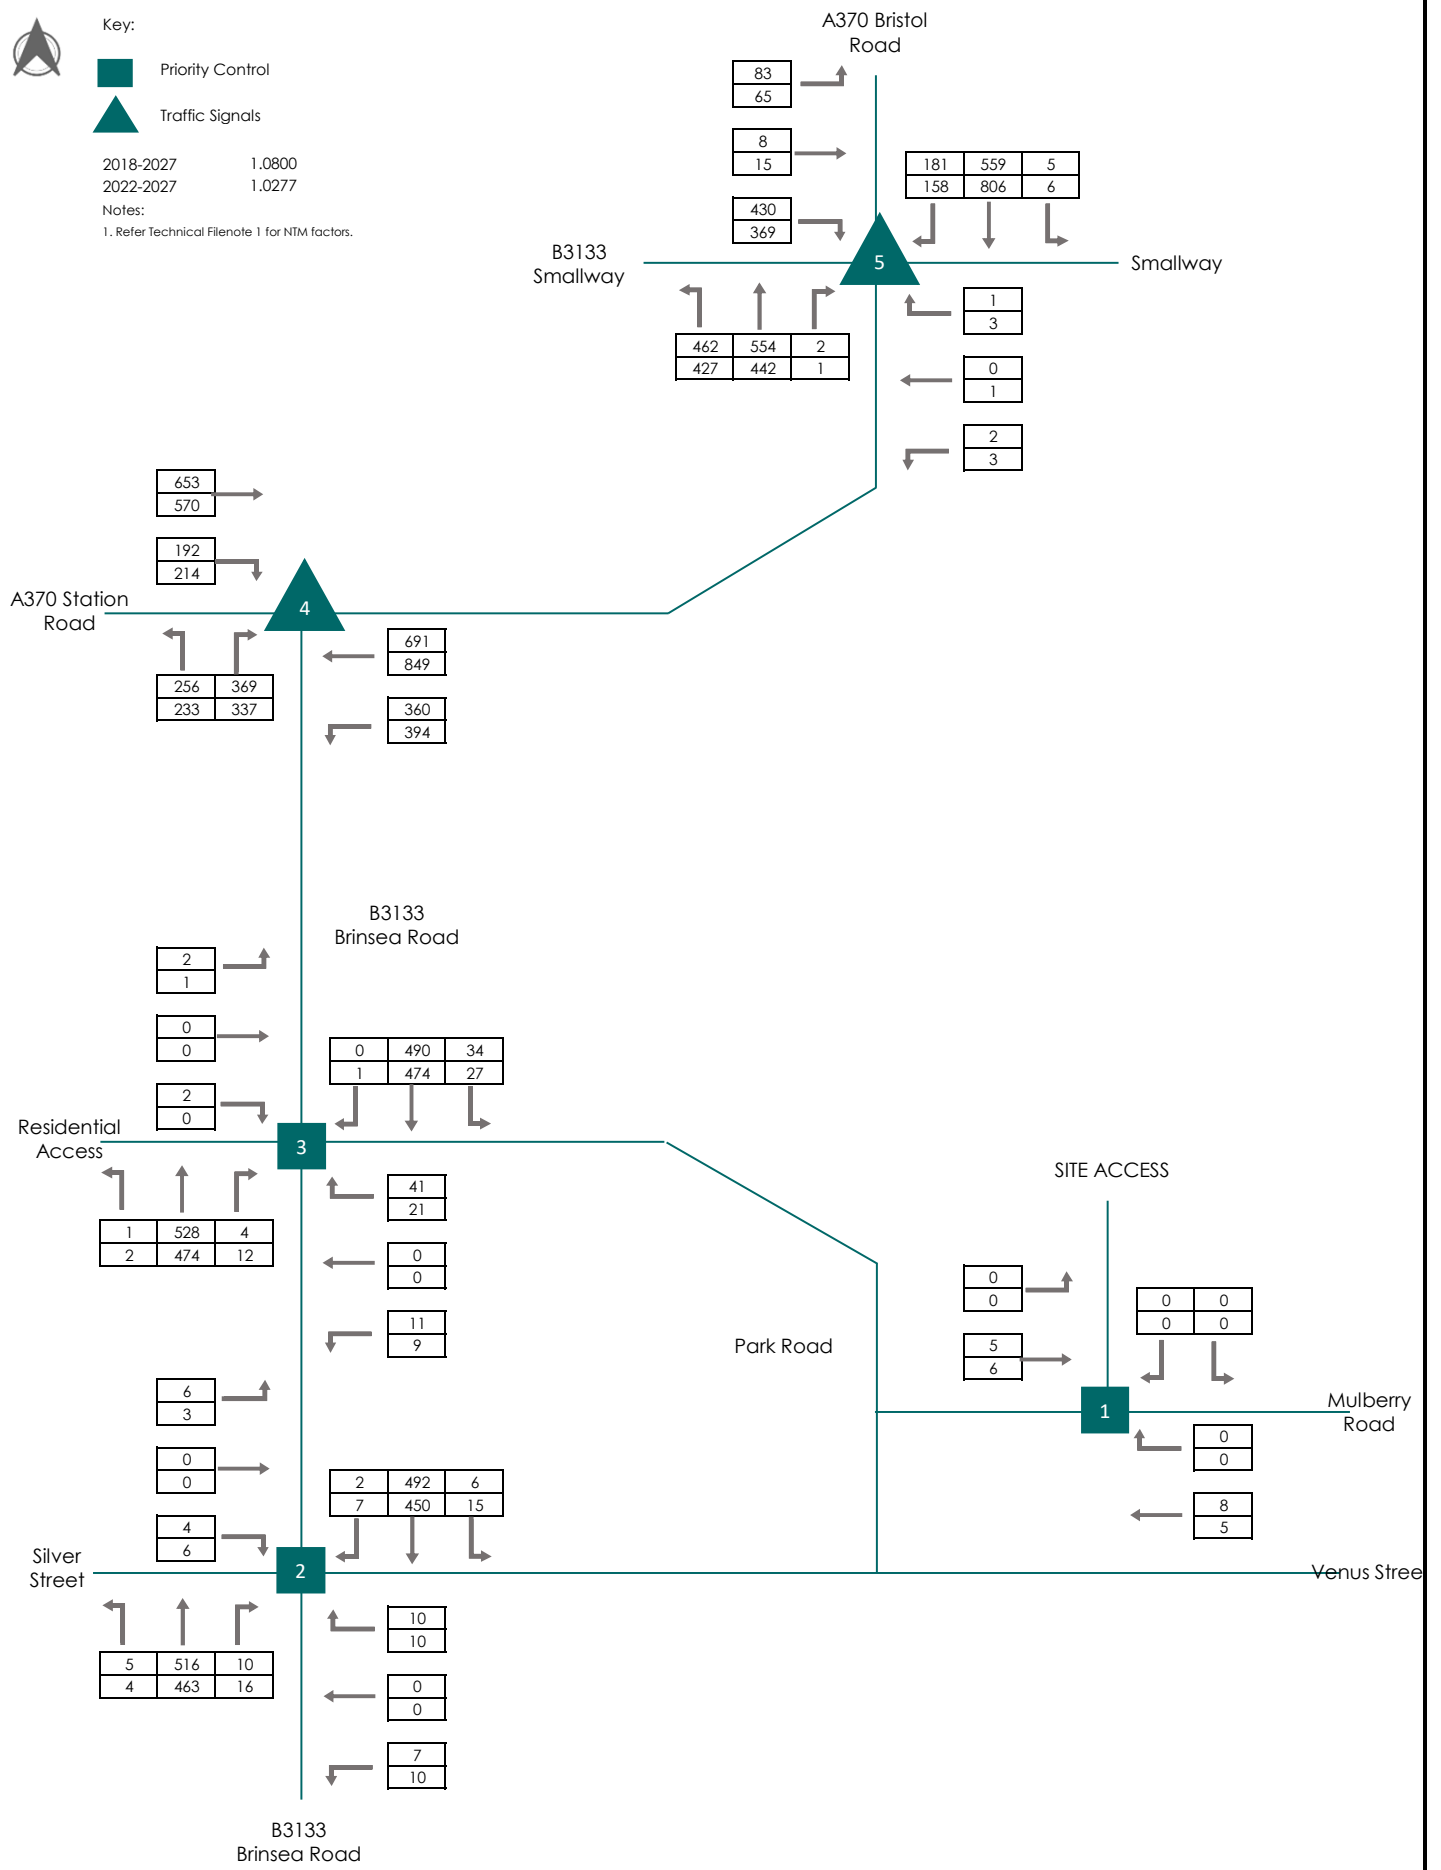 Key:
Priority Control
Traffic Signals
2018-2027 1.0800
2022-2027 1.0277
Notes:
1. Refer Technical Filenote 1 for NTM factors.
A370 Bristol
Road
83
65
8
15
430
369
181 559 5
158 806 6
B3133
Smallway
5
Smallway
462 554 2
427 442 1
1
3
0
1
2
3
653
570
192
214
A370 Station
Road
4
256 369
233 337
691
849
360
394
B3133
Brinsea Road
2
1
0
0
2
0
0 490 34
1 474 27
Residential
Access
3
1 528 4
2 474 12
41
21
0
0
11
9
SITE ACCESS
0
0
5
6
0 0
0 0
Park Road
1
Mulberry
Road
0
0
8
5
6
3
0
0
4
6
2 492 6
7 450 15
Silver
Street
2
Venus Stree
5 516 10
4 463 16
10
10
0
0
7
10
B3133
Brinsea Road